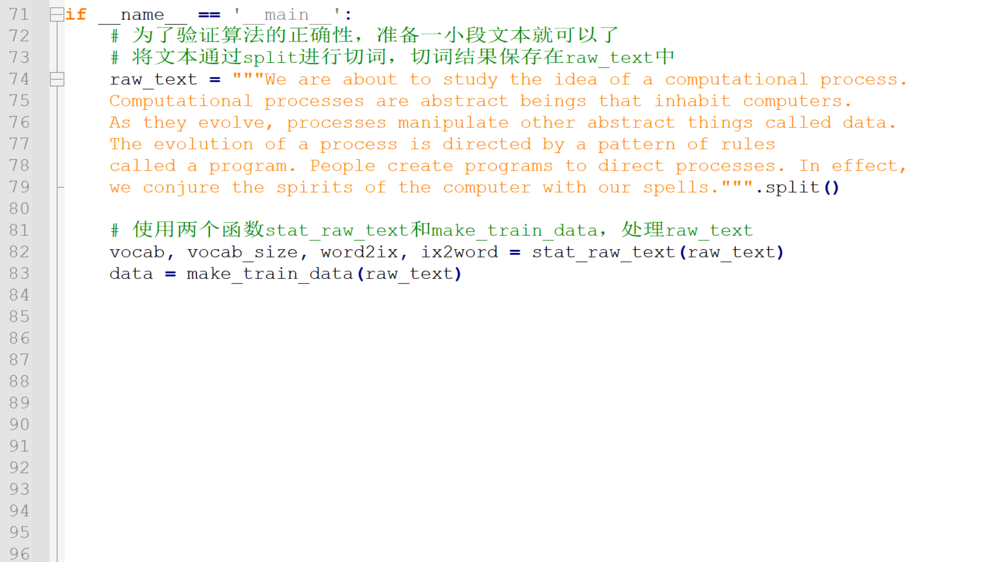 71 if __name__ == '__main__':
72 # 为了验证算法的正确性，准备一小段文本就可以了
73 # 将文本通过split进行切词，切词结果保存在raw_text中
74 raw_text = """We are about to study the idea of a computational process.
75 Computational processes are abstract beings that inhabit computers.
76 As they evolve, processes manipulate other abstract things called data.
77 The evolution of a process is directed by a pattern of rules
78 called a program. People create programs to direct processes. In effect,
79 we conjure the spirits of the computer with our spells.""".split()
80
81 # 使用两个函数stat_raw_text和make_train_data，处理raw_text
82 vocab, vocab_size, word2ix, ix2word = stat_raw_text(raw_text)
83 data = make_train_data(raw_text)
84
85
86
87
88
89
90
91
92
93
94
95
96